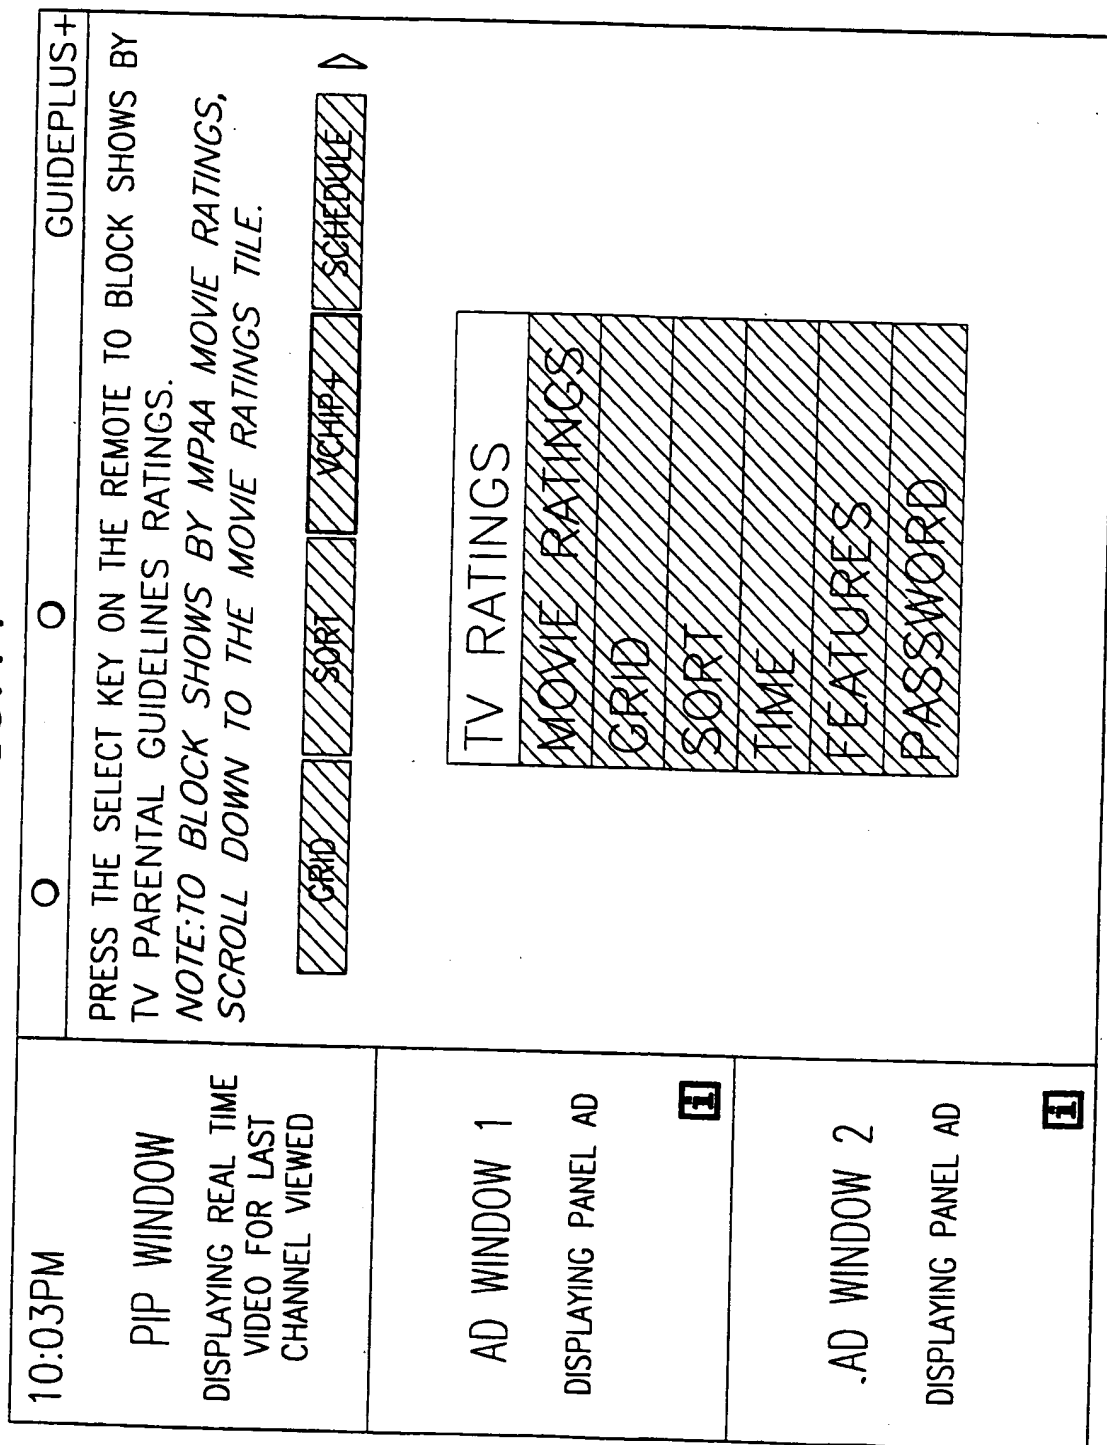 10:03PM
GUIDEPLUS+
PIP WINDOW
DISPLAYING REAL TIME
VIDEO FOR LAST
CHANNEL VIEWED
AD WINDOW 1
DISPLAYING PANEL AD
i
.AD WINDOW 2
DISPLAYING PANEL AD
i
PRESS THE SELECT KEY ON THE REMOTE TO BLOCK SHOWS BY
TV PARENTAL GUIDELINES RATINGS.
NOTE:TO BLOCK SHOWS BY MPAA MOVIE RATINGS,
SCROLL DOWN TO THE MOVIE RATINGS TILE.
GRID SORT VCHIP+ SCHEDULE
TV RATINGS
MOVIE RATINGS
GRID
SORT
TIME
FEATURES
PASSWORD